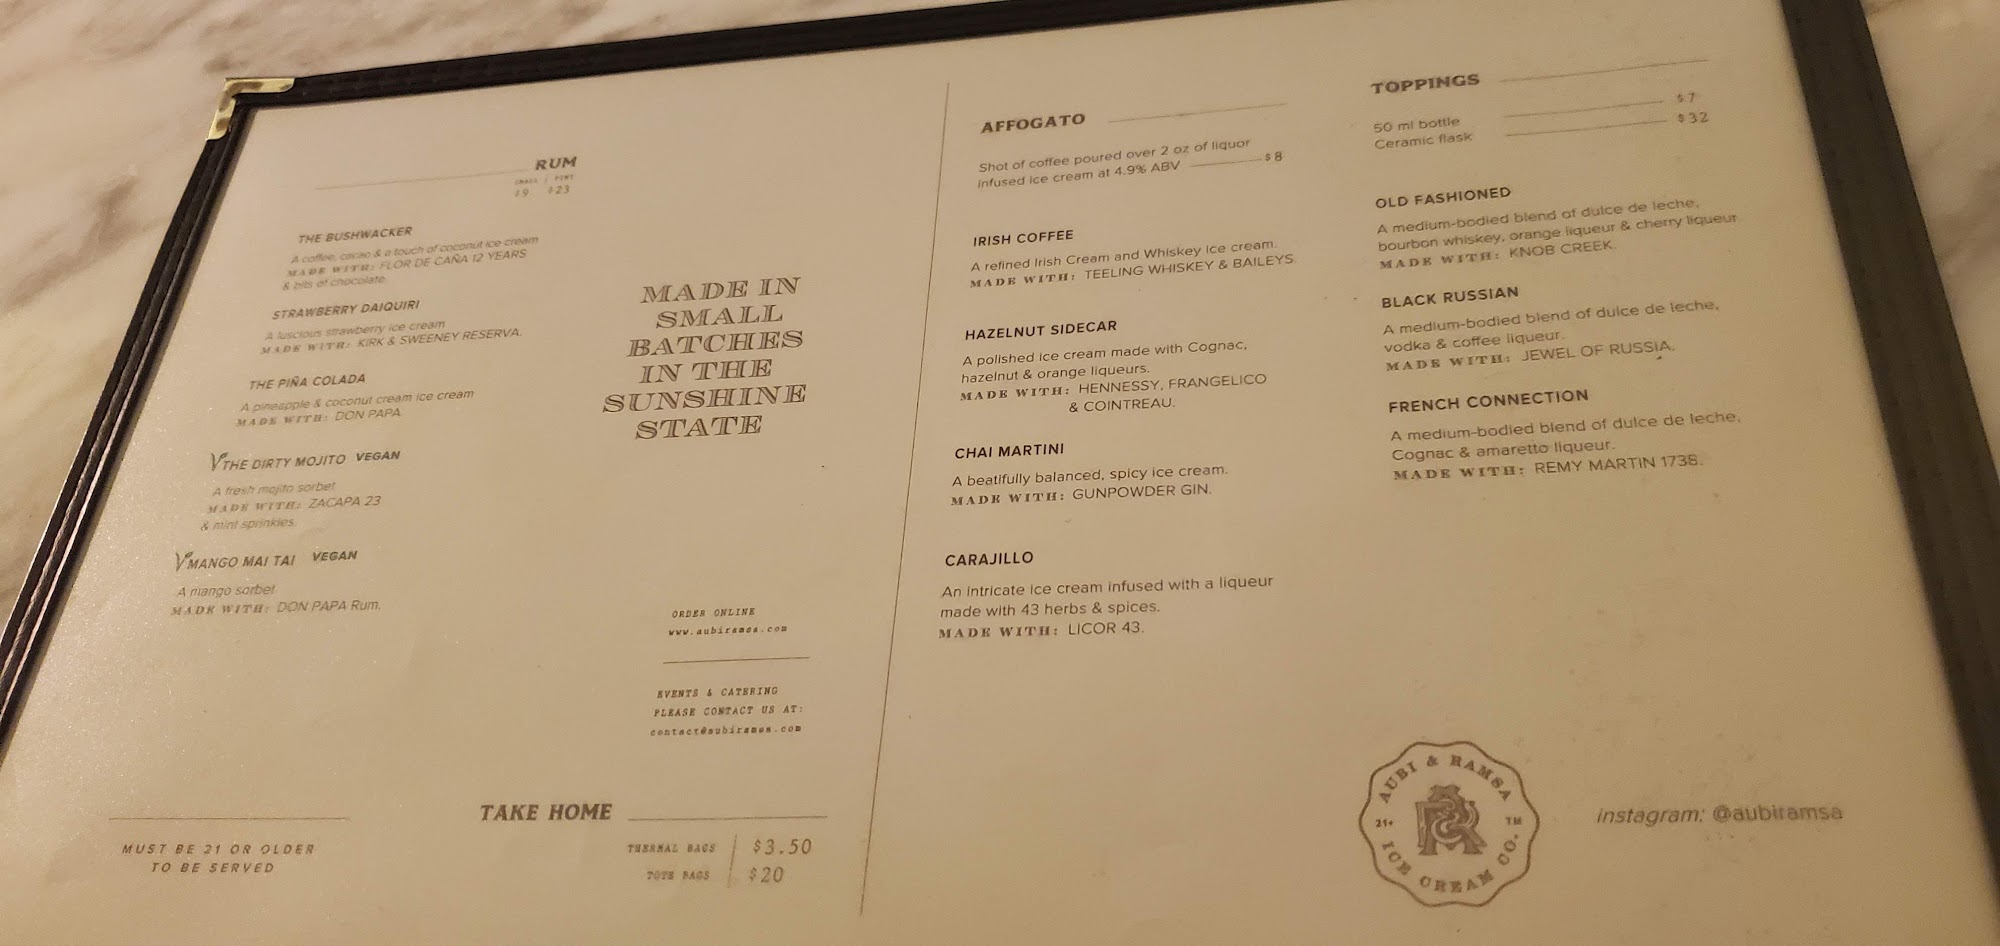 RUM
SMALL | PINT
$9 $23
THE BUSHWACKER
A coffee, cacao & a touch of coconut ice cream
MADE WITH: FLOR DE CAÑA 12 YEARS
& bits of chocolate.
STRAWBERRY DAIQUIRI
A luscious strawberry ice cream
MADE WITH: KIRK & SWEENEY RESERVA.
THE PIÑA COLADA
A pineapple & coconut cream ice cream
MADE WITH: DON PAPA
THE DIRTY MOJITO VEGAN
A fresh mojito sorbet
MADE WITH: ZACAPA 23
& mint sprinkles.
MANGO MAI TAI VEGAN
A mango sorbet
MADE WITH: DON PAPA Rum.
MADE IN
SMALL
BATCHES
IN THE
SUNSHINE
STATE
ORDER ONLINE
www.aubiramsa.com
EVENTS & CATERING
PLEASE CONTACT US AT:
contact@aubiramsa.com
MUST BE 21 OR OLDER
TO BE SERVED
TAKE HOME
THERMAL BAGS $3.50
TOTE BAGS $20
AFFOGATO
Shot of coffee poured over 2 oz of liquor
infused ice cream at 4.9% ABV $8
IRISH COFFEE
A refined Irish Cream and Whiskey Ice cream.
MADE WITH: TEELING WHISKEY & BAILEYS.
HAZELNUT SIDECAR
A polished ice cream made with Cognac,
hazelnut & orange liqueurs.
MADE WITH: HENNESSY, FRANGELICO
& COINTREAU.
CHAI MARTINI
A beatifully balanced, spicy ice cream.
MADE WITH: GUNPOWDER GIN.
CARAJILLO
An intricate ice cream infused with a liqueur
made with 43 herbs & spices.
MADE WITH: LICOR 43.
TOPPINGS
50 ml bottle $7
Ceramic flask $32
OLD FASHIONED
A medium-bodied blend of dulce de leche,
bourbon whiskey, orange liqueur & cherry liqueur
MADE WITH: KNOB CREEK.
BLACK RUSSIAN
A medium-bodied blend of dulce de leche,
vodka & coffee liqueur.
MADE WITH: JEWEL OF RUSSIA.
FRENCH CONNECTION
A medium-bodied blend of dulce de leche,
Cognac & amaretto liqueur.
MADE WITH: REMY MARTIN 1738.
AUBI & RAMSA
21+ TM
ICE CREAM CO.
instagram: @aubiramsa